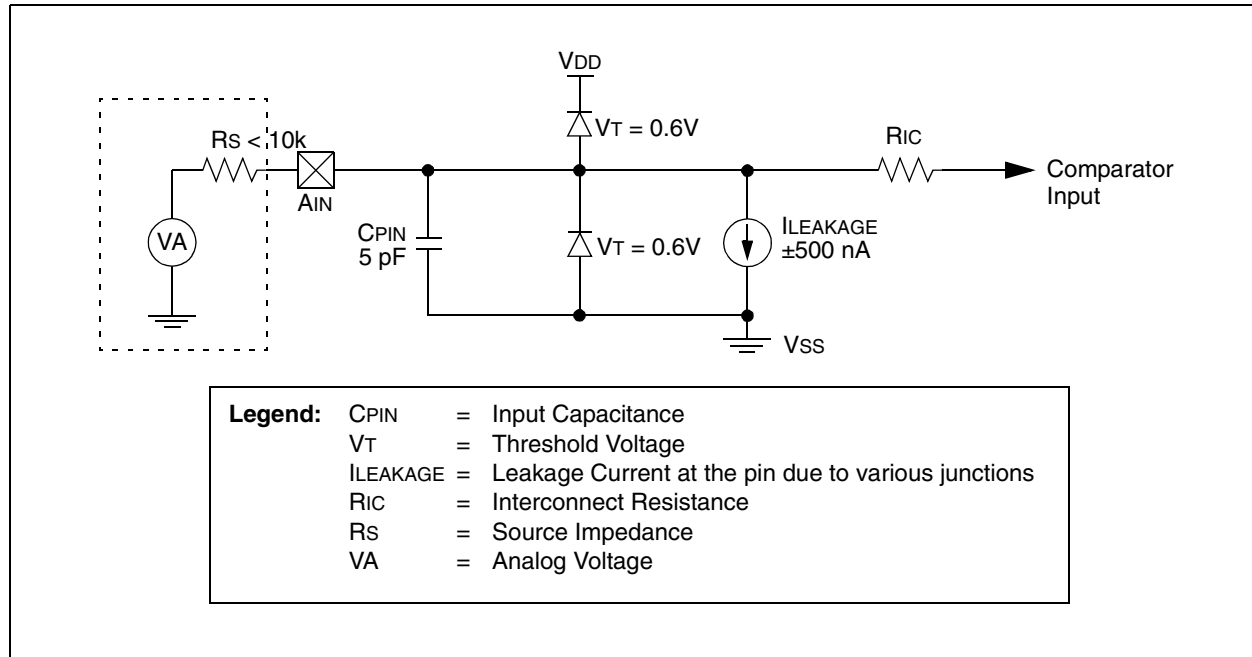 VDD
VT = 0.6V
RS < 10k
RIC
AIN
Comparator
Input
CPIN
5 pF
VA
VT = 0.6V
ILEAKAGE
±500 nA
VSS
Legend: CPIN = Input Capacitance
VT = Threshold Voltage
ILEAKAGE = Leakage Current at the pin due to various junctions
RIC = Interconnect Resistance
RS = Source Impedance
VA = Analog Voltage